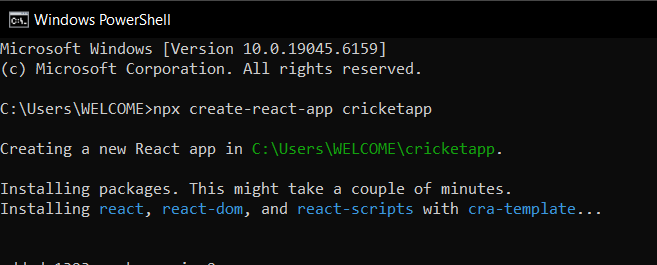 Windows PowerShell
Microsoft Windows [Version 10.0.19045.6159]
(c) Microsoft Corporation. All rights reserved.
C:\Users\WELCOME>npx create-react-app cricketapp
Creating a new React app in C:\Users\WELCOME\cricketapp.
Installing packages. This might take a couple of minutes.
Installing react, react-dom, and react-scripts with cra-template...